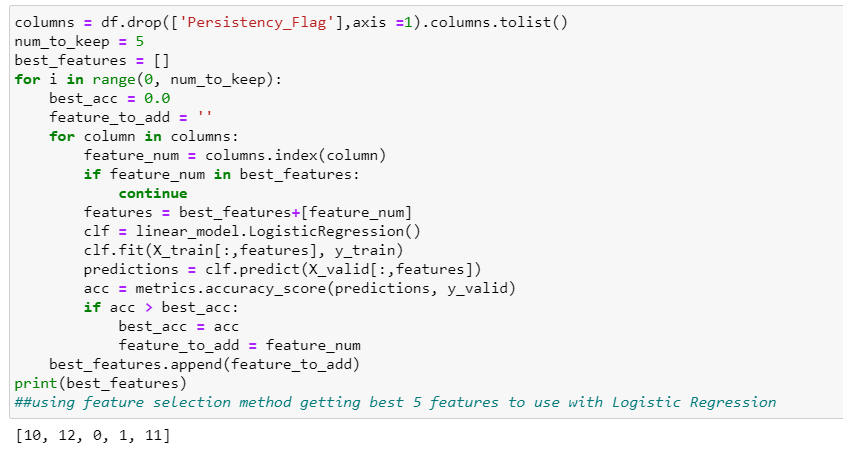 columns = df.drop(['Persistency_Flag'],axis =1).columns.tolist()
num_to_keep = 5
best_features = []
for i in range(0, num_to_keep):
    best_acc = 0.0
    feature_to_add = ''
    for column in columns:
        feature_num = columns.index(column)
        if feature_num in best_features:
            continue
        features = best_features+[feature_num]
        clf = linear_model.LogisticRegression()
        clf.fit(X_train[:,features], y_train)
        predictions = clf.predict(X_valid[:,features])
        acc = metrics.accuracy_score(predictions, y_valid)
        if acc > best_acc:
            best_acc = acc
            feature_to_add = feature_num
    best_features.append(feature_to_add)
print(best_features)
##using feature selection method getting best 5 features to use with Logistic Regression
[10, 12, 0, 1, 11]